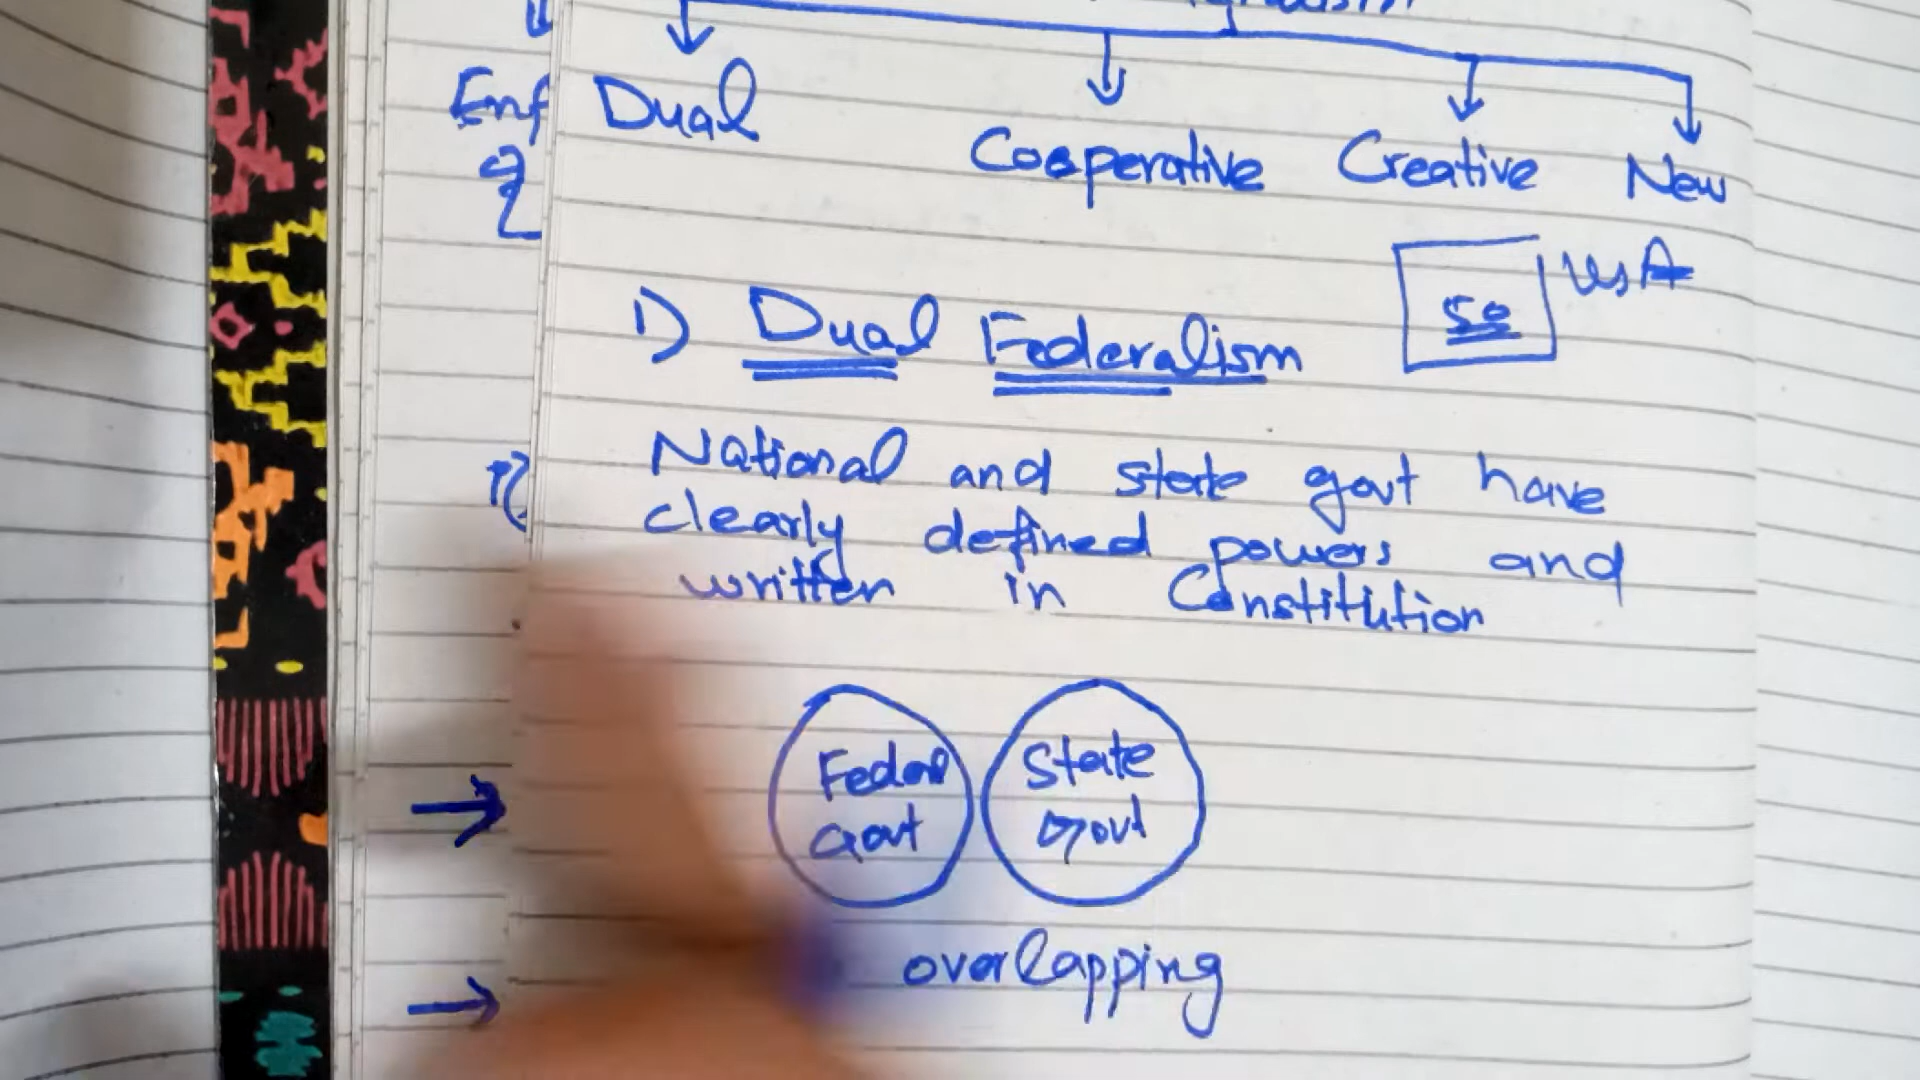 Dual
Cooperative Creative New
Enf
50 USA
1) Dual Federalism
National and state govt have
clearly defined powers and
written in Constitution
Federal State
Govt Govt
overlapping